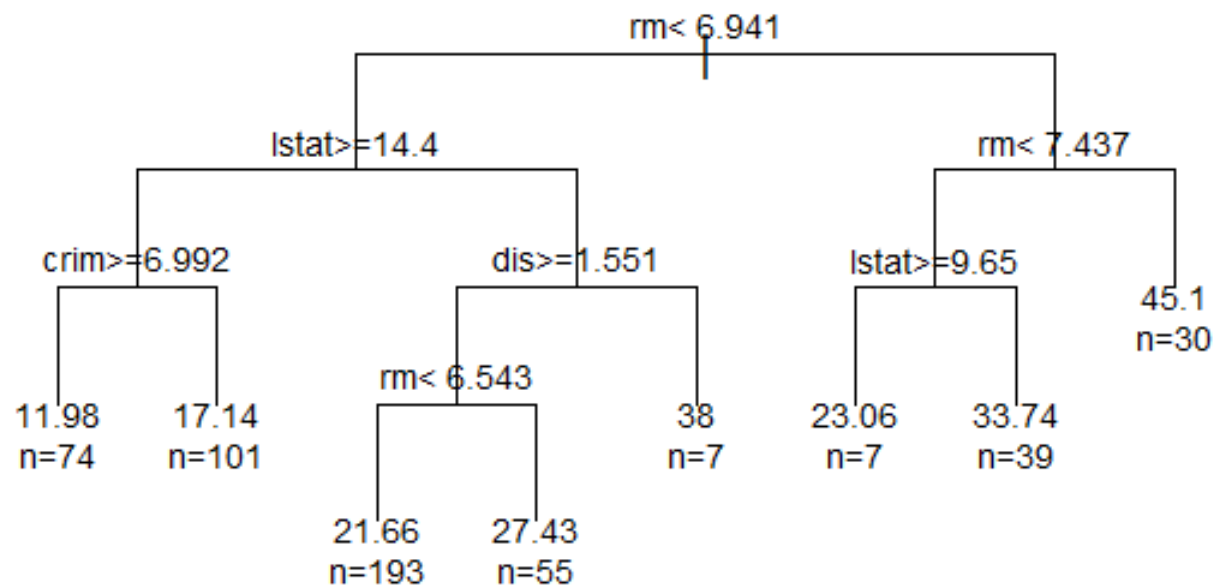 rm< 6.941
lstat>=14.4
rm< 7.437
crim>=6.992
dis>=1.551
lstat>=9.65
45.1
n=30
rm< 6.543
11.98
n=74
17.14
n=101
38
n=7
23.06
n=7
33.74
n=39
21.66
n=193
27.43
n=55